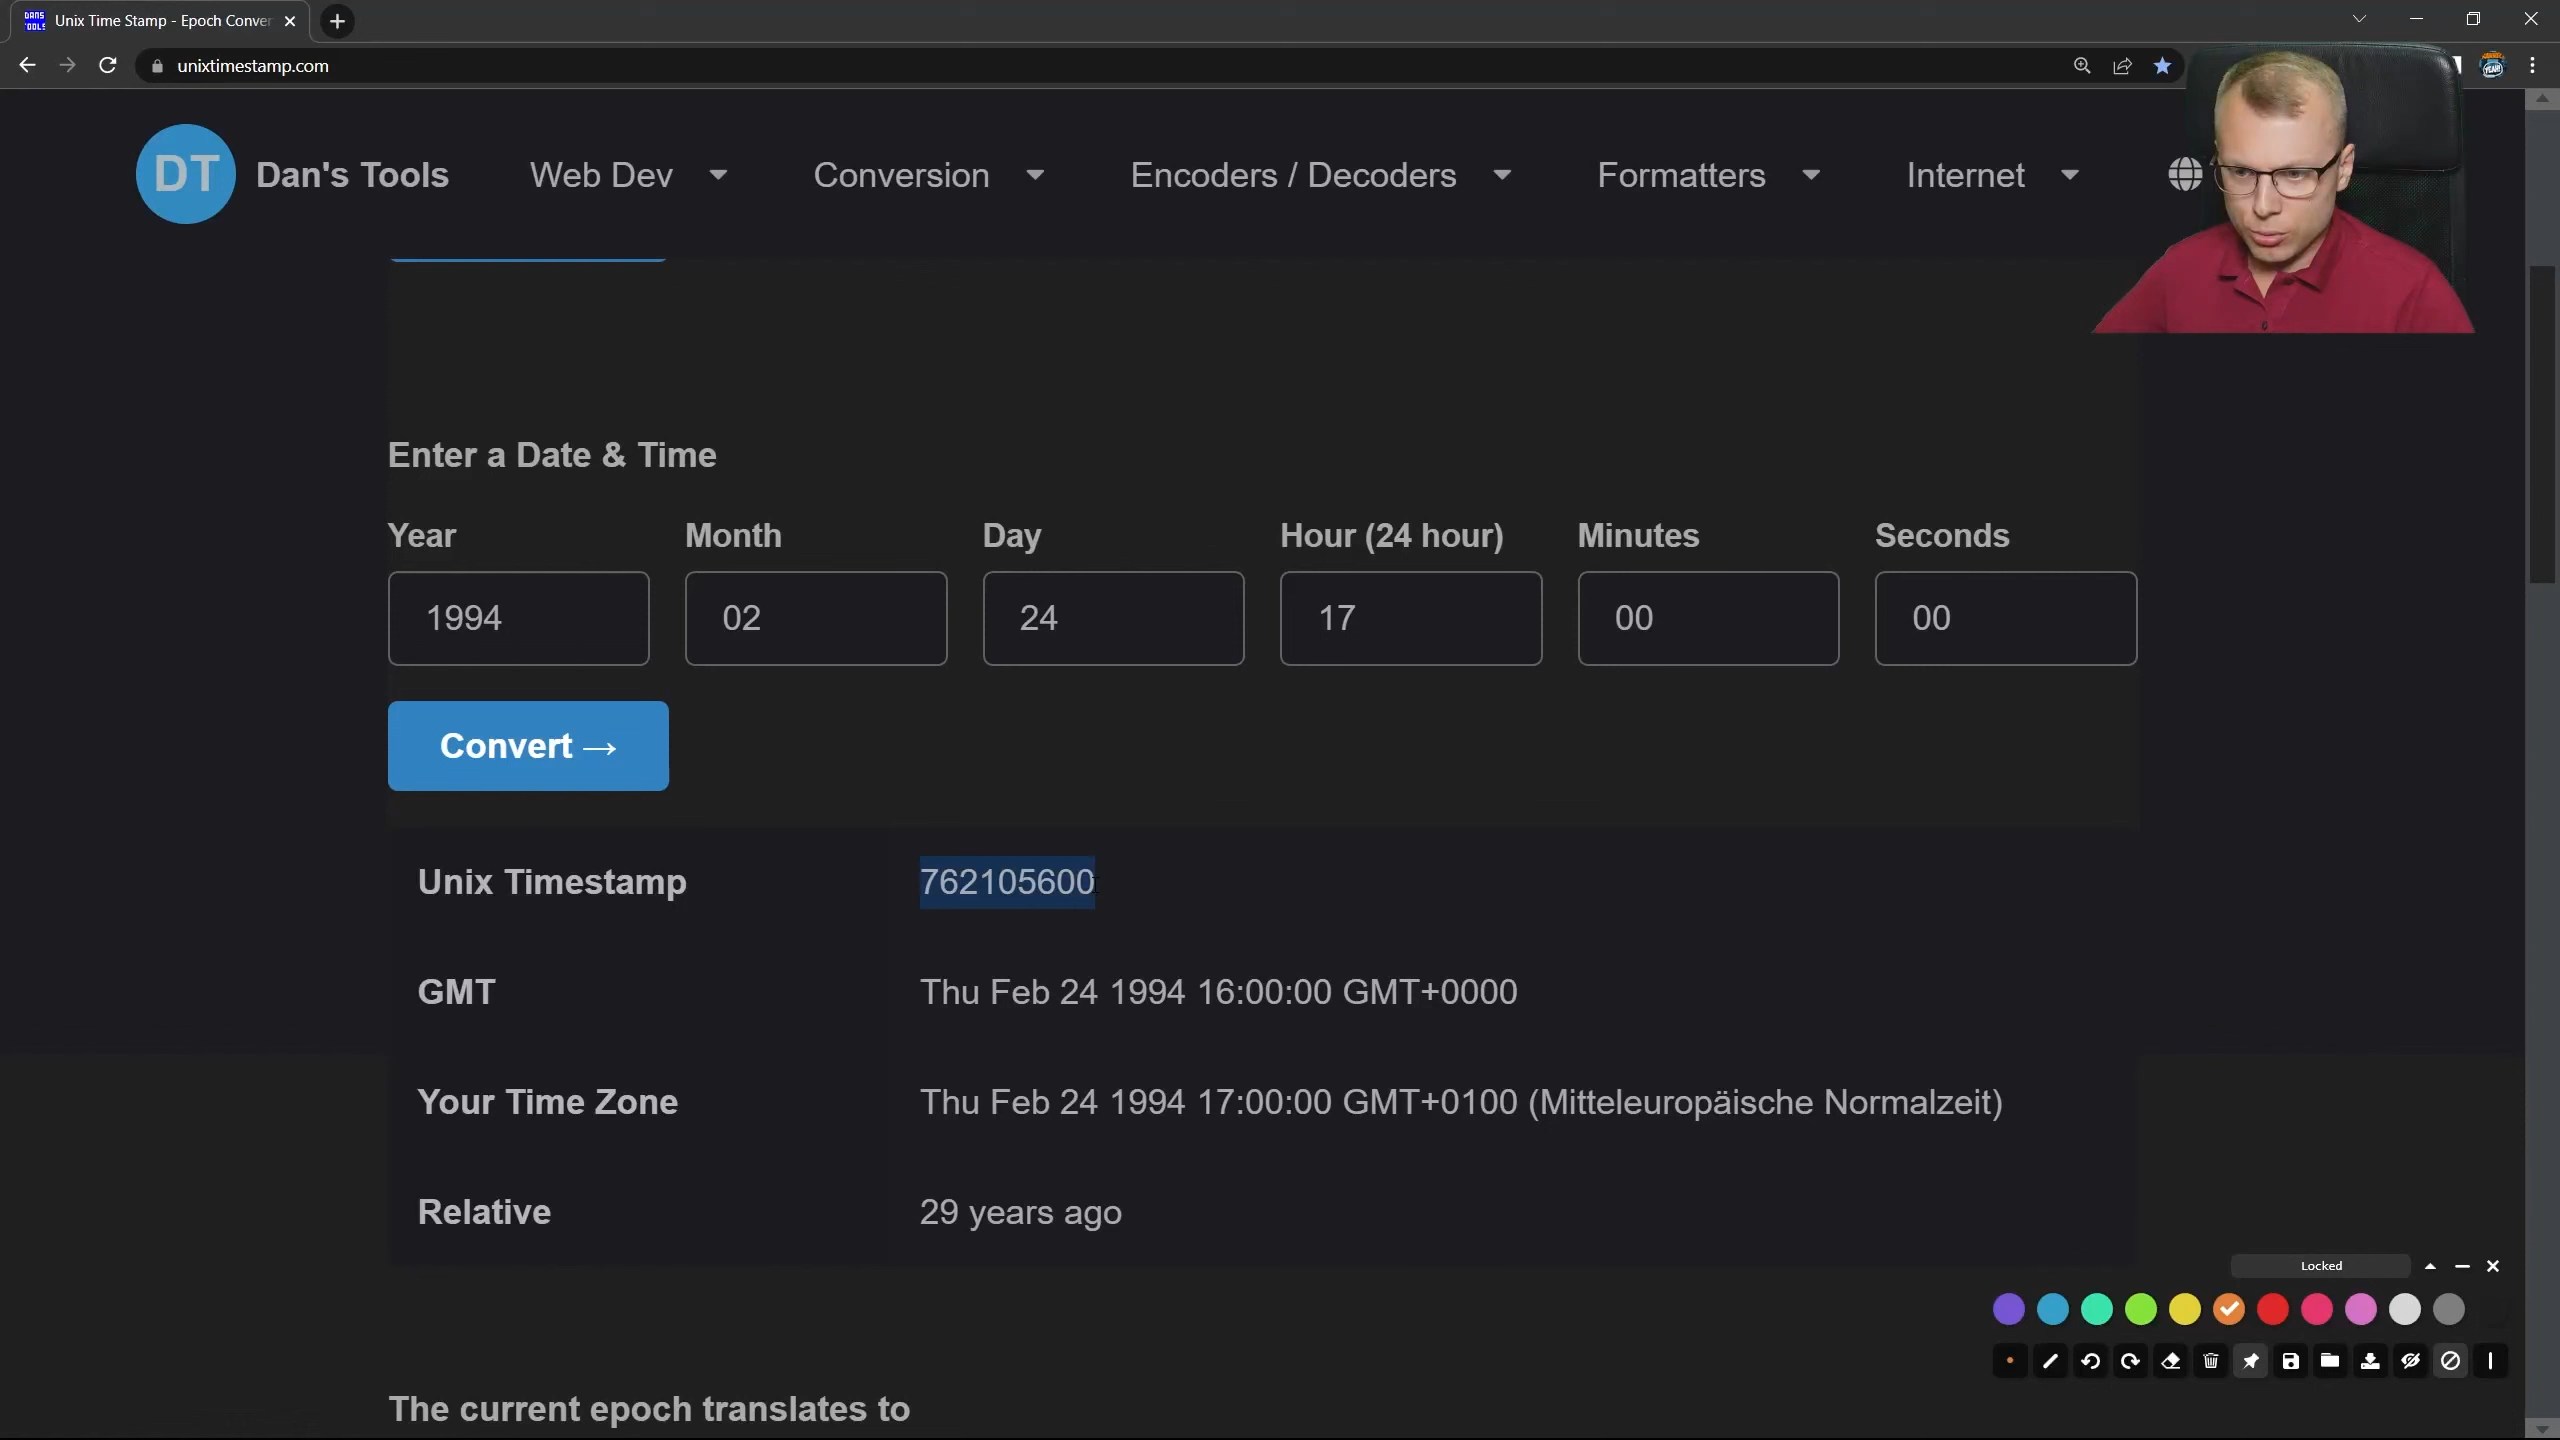 Unix Time Stamp - Epoch Conver
unixtimestamp.com
DT Dan's Tools Web Dev Conversion Encoders / Decoders Formatters Internet
Enter a Date & Time
Year Month Day Hour (24 hour) Minutes Seconds
1994 02 24 17 00 00
Convert →
Unix Timestamp 762105600
GMT Thu Feb 24 1994 16:00:00 GMT+0000
Your Time Zone Thu Feb 24 1994 17:00:00 GMT+0100 (Mitteleuropäische Normalzeit)
Relative 29 years ago
Locked
The current epoch translates to